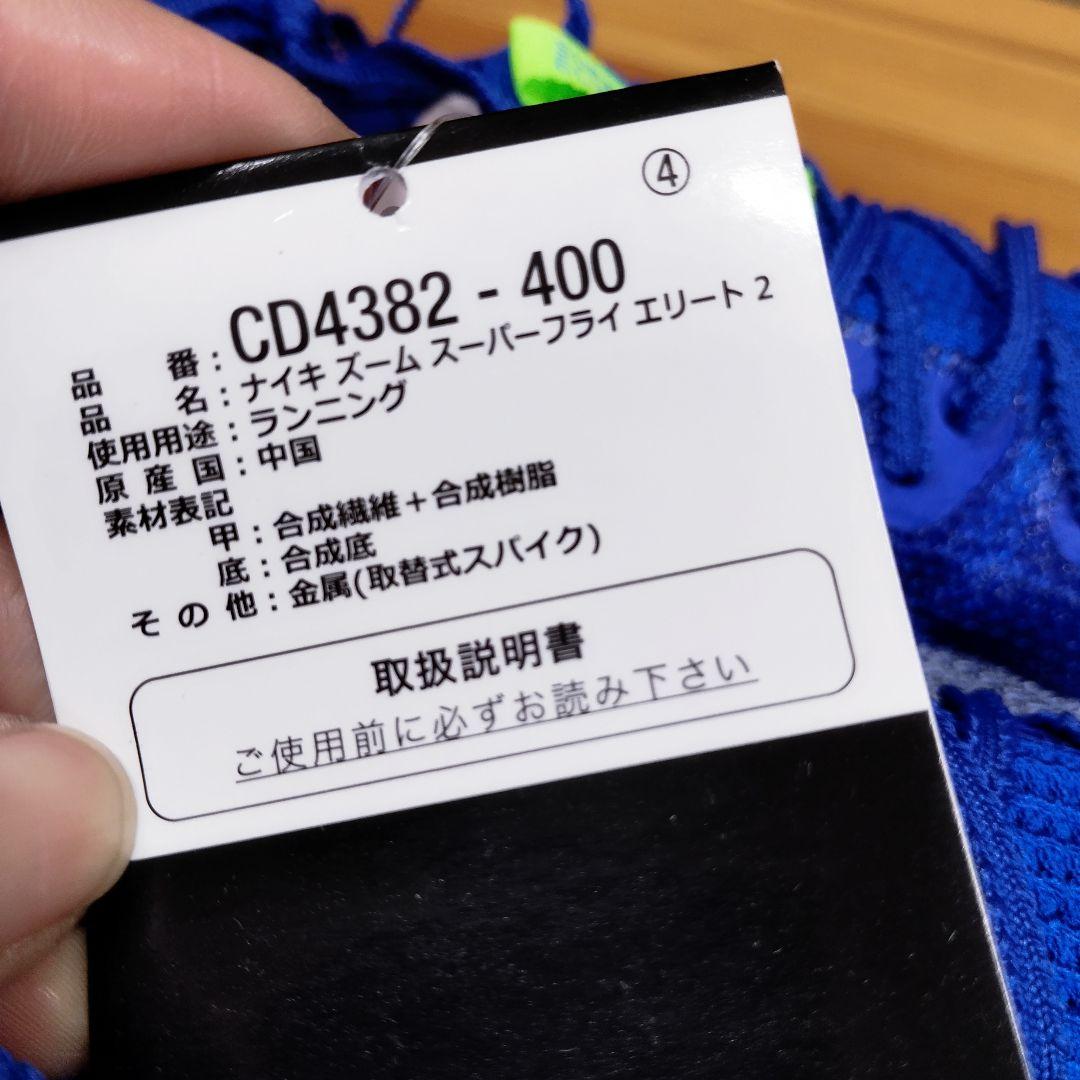 ④
品番：CD4382-400
品名：ナイキ ズーム スーパーフライ エリート 2
使用用途：ランニング
原産国：中国
素材表記
甲：合成繊維＋合成樹脂
底：合成底
その他：金属(取替式スパイク)
取扱説明書
ご使用前に必ずお読み下さい